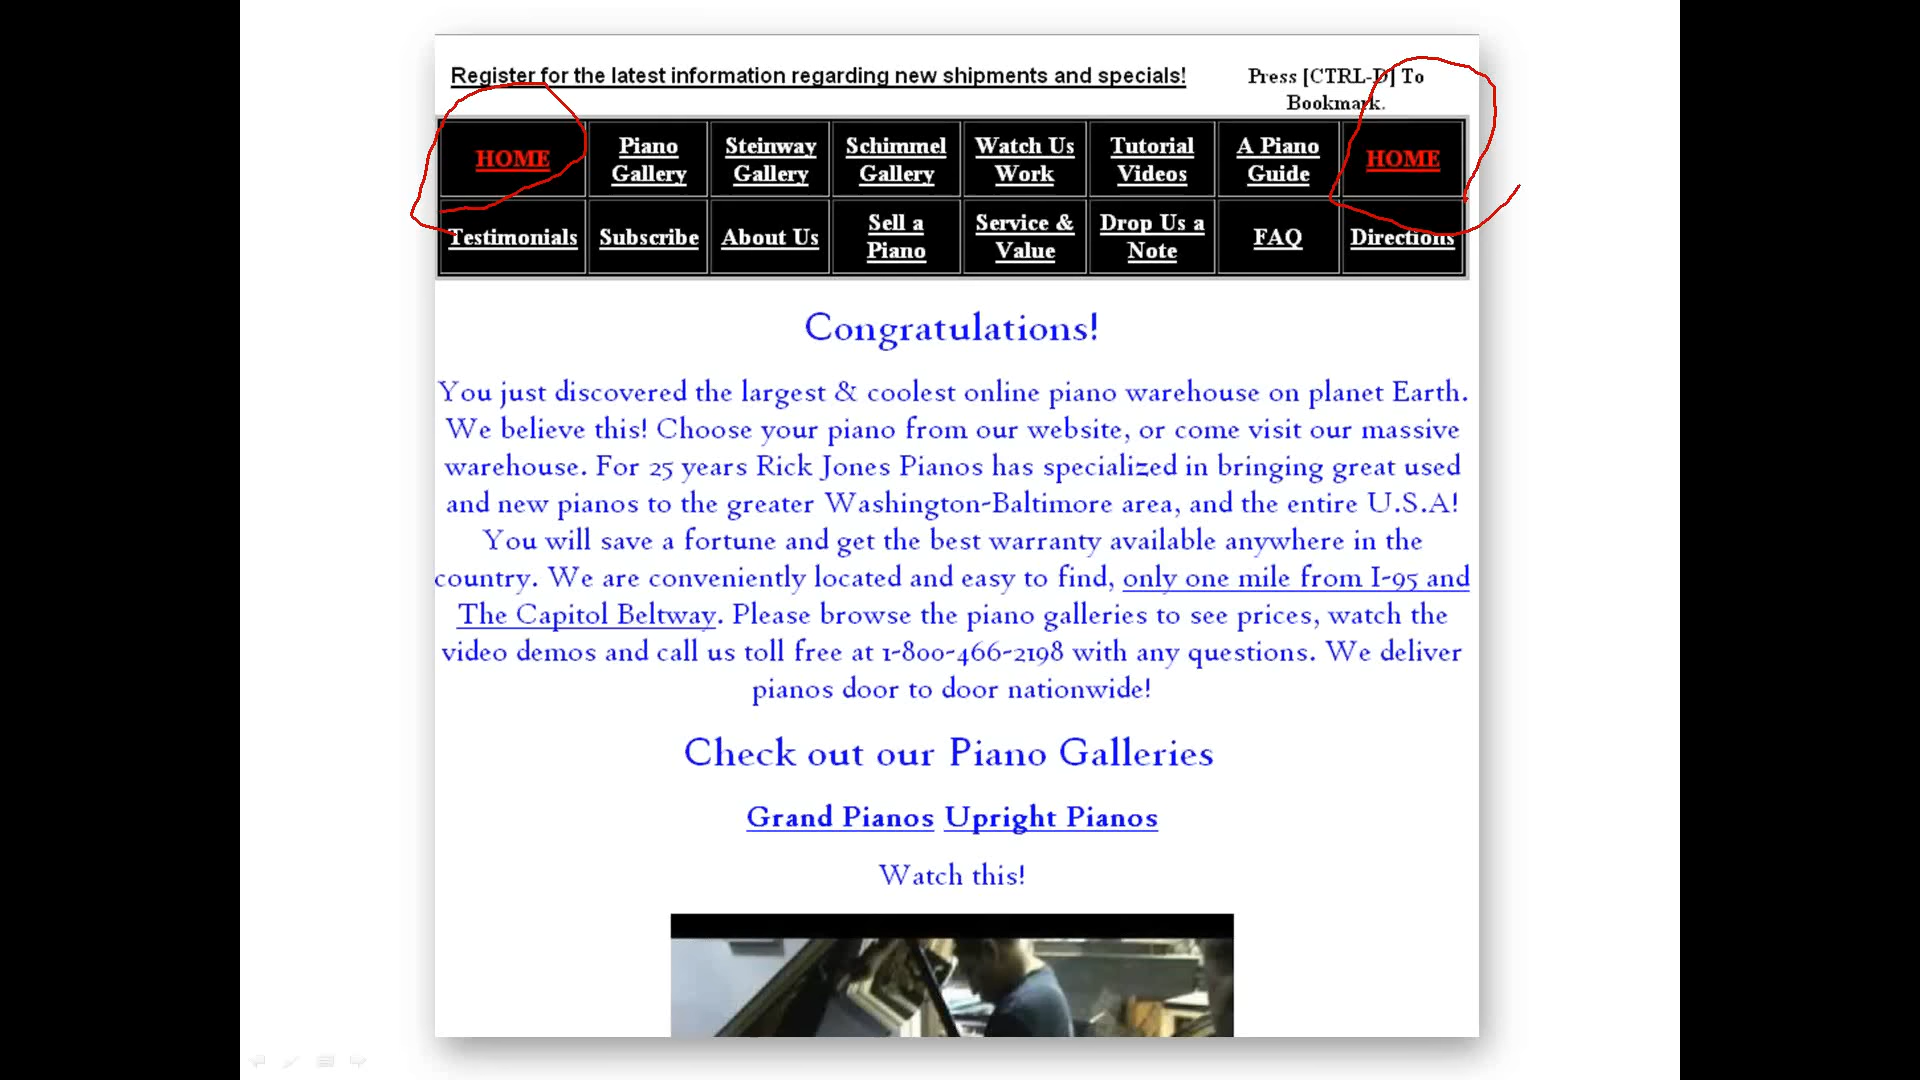 Register for the latest information regarding new shipments and specials!
Press [CTRL-D] To
Bookmark.
HOME
Piano
Gallery
Steinway
Gallery
Schimmel
Gallery
Watch Us
Work
Tutorial
Videos
A Piano
Guide
HOME
Testimonials
Subscribe
About Us
Sell a
Piano
Service &
Value
Drop Us a
Note
FAQ
Directions
Congratulations!
You just discovered the largest & coolest online piano warehouse on planet Earth.
We believe this! Choose your piano from our website, or come visit our massive
warehouse. For 25 years Rick Jones Pianos has specialized in bringing great used
and new pianos to the greater Washington-Baltimore area, and the entire U.S.A!
You will save a fortune and get the best warranty available anywhere in the
country. We are conveniently located and easy to find, only one mile from I-95 and
The Capitol Beltway. Please browse the piano galleries to see prices, watch the
video demos and call us toll free at 1-800-466-2198 with any questions. We deliver
pianos door to door nationwide!
Check out our Piano Galleries
Grand Pianos Upright Pianos
Watch this!